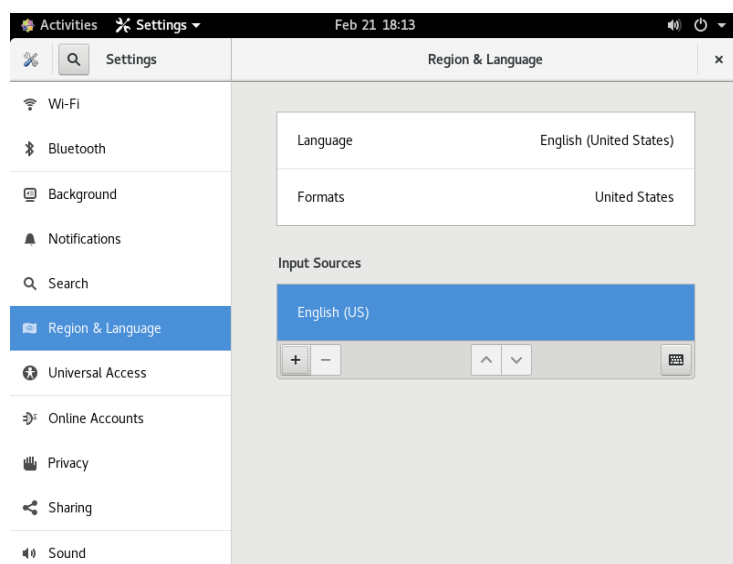 Activities Settings Feb 21 18:13
Settings Region & Language ×
Wi-Fi
Bluetooth
Background
Notifications
Search
Region & Language
Universal Access
Online Accounts
Privacy
Sharing
Sound
Language English (United States)
Formats United States
Input Sources
English (US)
+ −